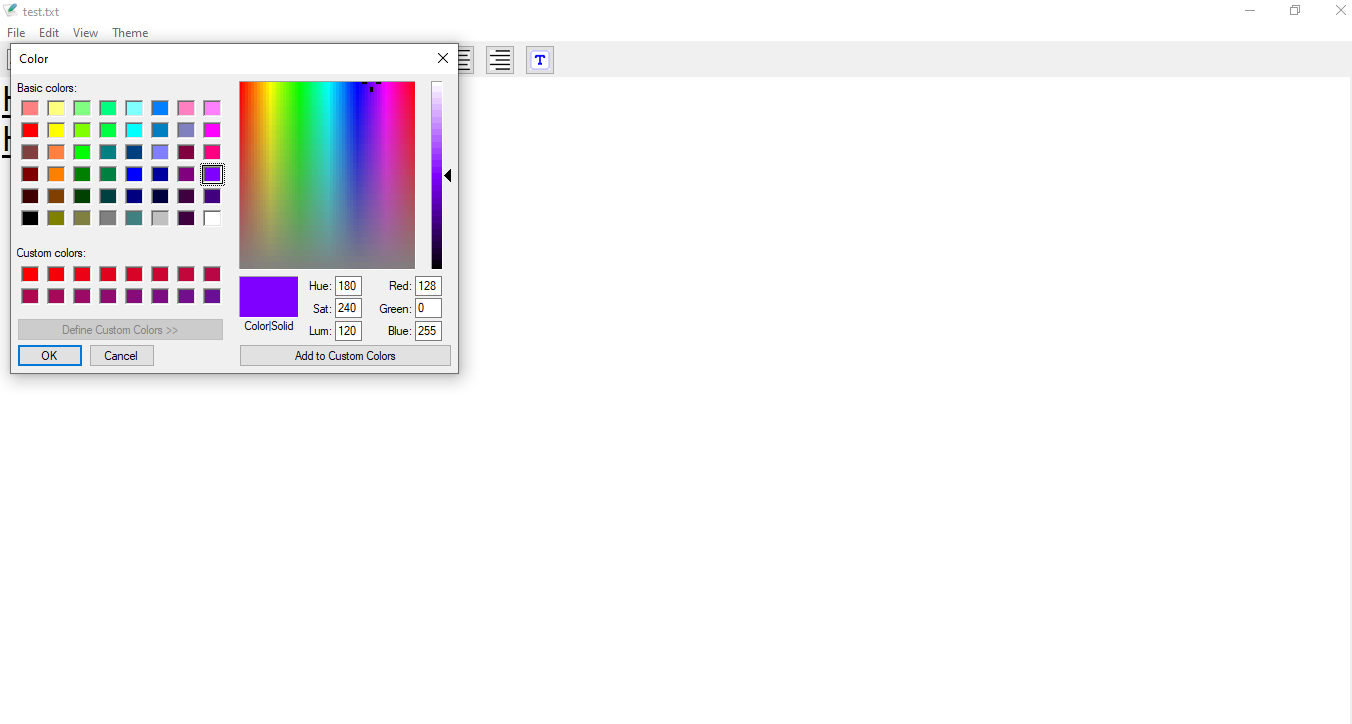 test.txt
File Edit View Theme
Color
T
Basic colors:
Custom colors:
Define Custom Colors >>
OK Cancel
Hue: 180 Red: 128
Sat: 240 Green: 0
Color|Solid
Lum: 120 Blue: 255
Add to Custom Colors